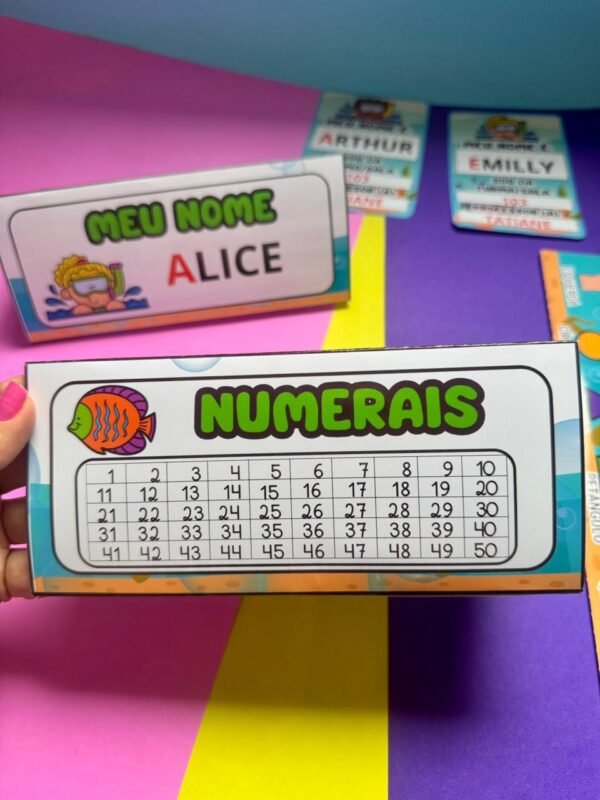 MEU NOME É
ARTHUR
103
MEU NOME É
EMILLY
103
TATIANE
MEU NOME
ALICE
NUMERAIS
1 2 3 4 5 6 7 8 9 10
11 12 13 14 15 16 17 18 19 20
21 22 23 24 25 26 27 28 29 30
31 32 33 34 35 36 37 38 39 40
41 42 43 44 45 46 47 48 49 50